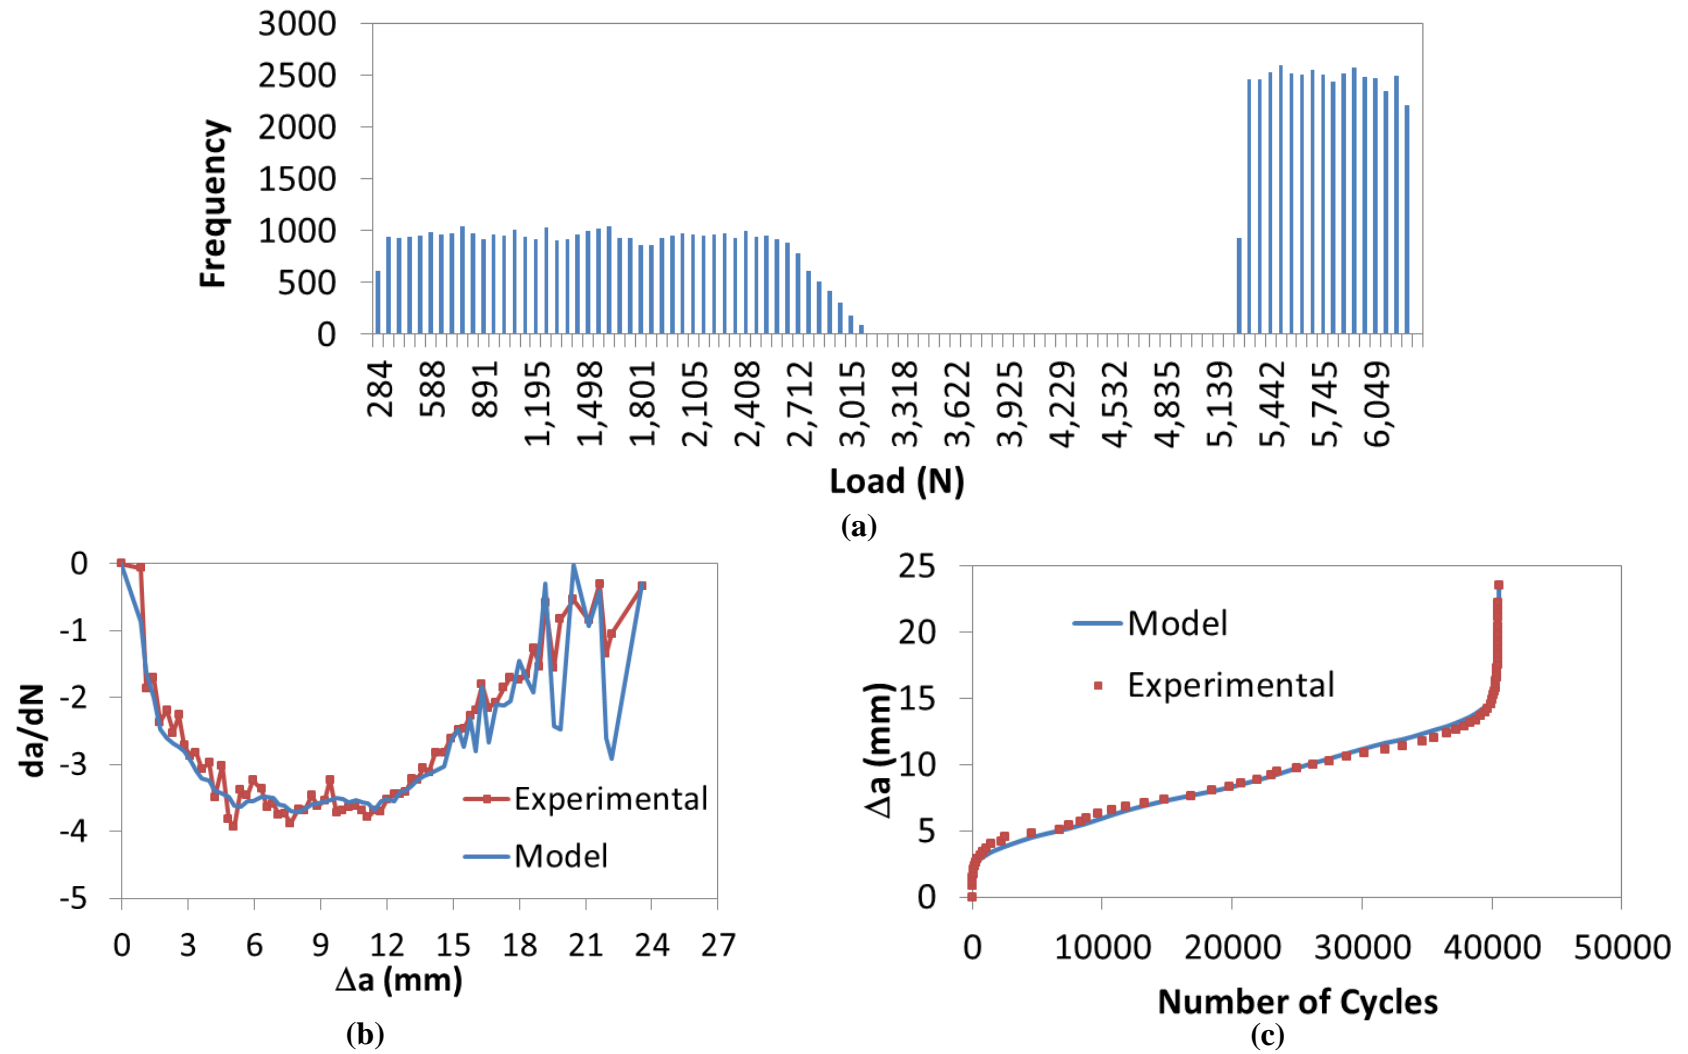 3000
2500
2000
1500
1000
500
0
Frequency
284
588
891
1,195
1,498
1,801
2,105
2,408
2,712
3,015
3,318
3,622
3,925
4,229
4,532
4,835
5,139
5,442
5,745
6,049
Load (N)
(a)
0
-1
-2
-3
-4
-5
da/dN
Experimental
Model
0 3 6 9 12 15 18 21 24 27
Δa (mm)
(b)
25
20
15
10
5
0
Δa (mm)
Model
Experimental
0 10000 20000 30000 40000 50000
Number of Cycles
(c)